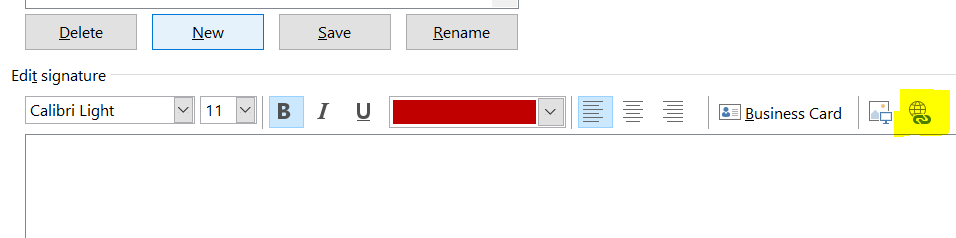 Delete New Save Rename
Edit signature
Calibri Light 11 B I U Business Card